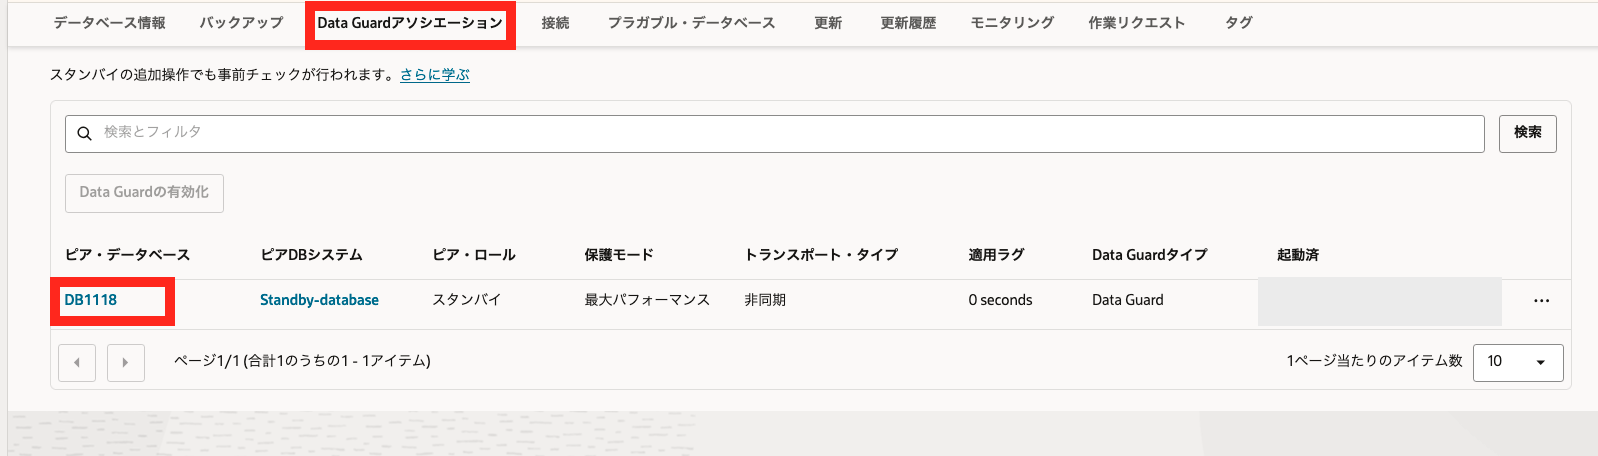 データベース情報 バックアップ Data Guardアソシエーション 接続 プラガブル・データベース 更新 更新履歴 モニタリング 作業リクエスト タグ
スタンバイの追加操作でも事前チェックが行われます。さらに学ぶ
検索とフィルタ 検索
Data Guardの有効化
ピア・データベース ピアDBシステム ピア・ロール 保護モード トランスポート・タイプ 適用ラグ Data Guardタイプ 起動済
DB1118 Standby-database スタンバイ 最大パフォーマンス 非同期 0 seconds Data Guard
ページ1/1 (合計1のうちの1 - 1アイテム) 1ページ当たりのアイテム数 10